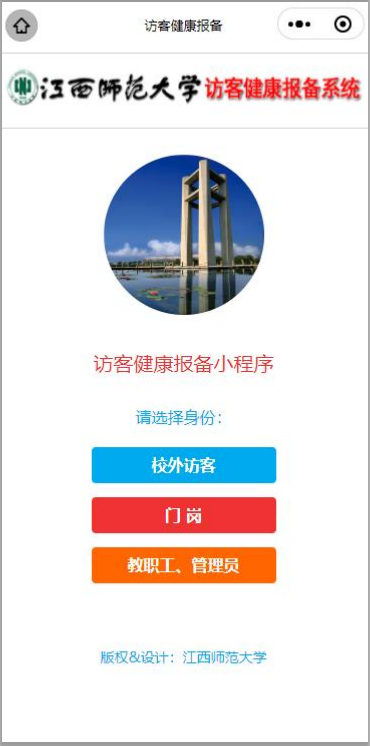 访客健康报备
江西师范大学访客健康报备系统
访客健康报备小程序
请选择身份：
校外访客
门 岗
教职工、管理员
版权&设计：江西师范大学